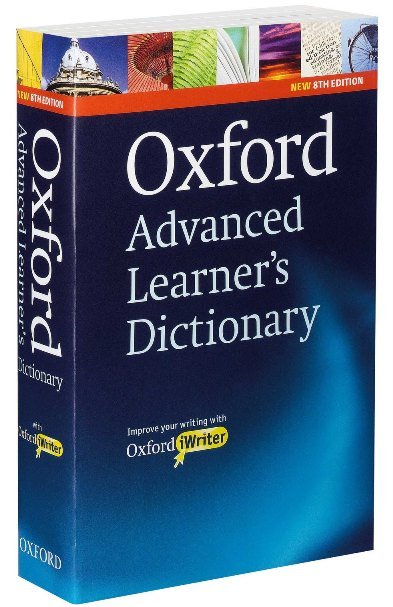 NEW 8TH EDITION
Oxford
Advanced
Learner's
Dictionary
Improve your writing with
Oxford iWriter
NEW 8TH EDITION
Oxford
Advanced Learner's
Dictionary
with
Oxford iWriter
OXFORD